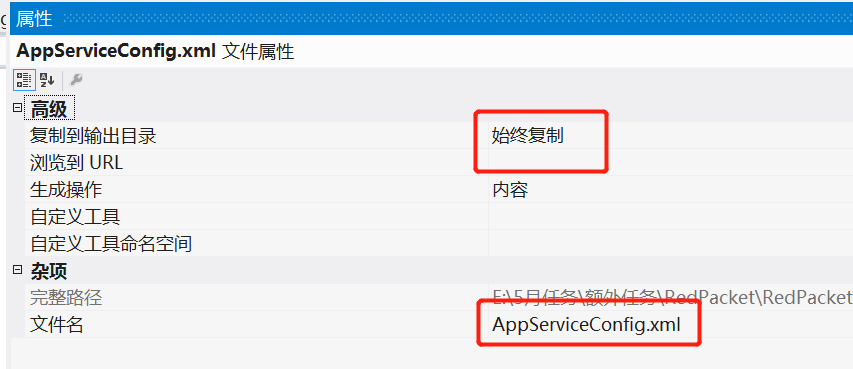 属性
AppServiceConfig.xml 文件属性
高级
复制到输出目录 始终复制
浏览到 URL
生成操作 内容
自定义工具
自定义工具命名空间
杂项
完整路径 E:\5月任务\额外任务\RedPacket\RedPacket
文件名 AppServiceConfig.xml